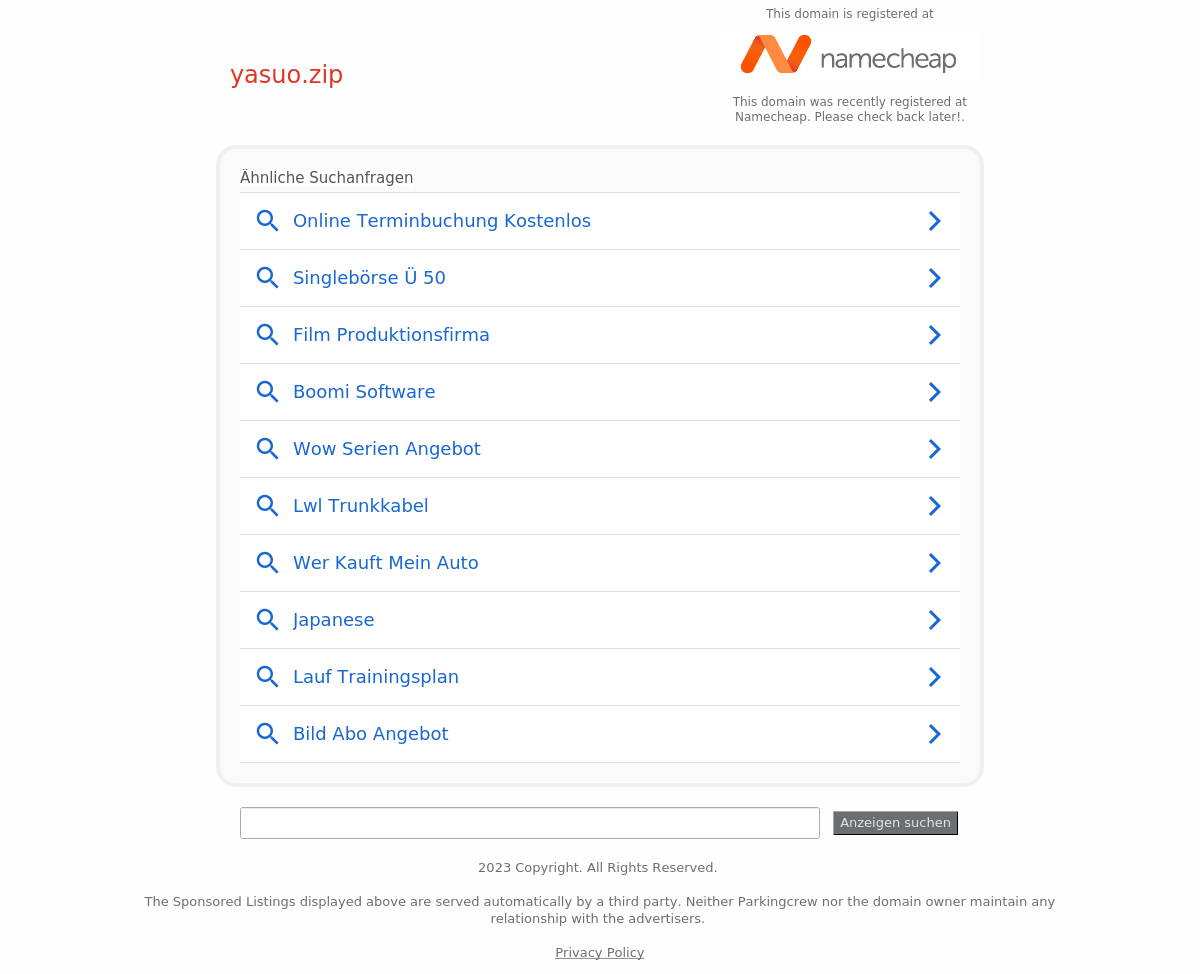 This domain is registered at
namecheap
yasuo.zip
This domain was recently registered at
Namecheap. Please check back later!.
Ähnliche Suchanfragen
Online Terminbuchung Kostenlos
Singlebörse Ü 50
Film Produktionsfirma
Boomi Software
Wow Serien Angebot
Lwl Trunkkabel
Wer Kauft Mein Auto
Japanese
Lauf Trainingsplan
Bild Abo Angebot
Anzeigen suchen
2023 Copyright. All Rights Reserved.
The Sponsored Listings displayed above are served automatically by a third party. Neither Parkingcrew nor the domain owner maintain any
relationship with the advertisers.
Privacy Policy